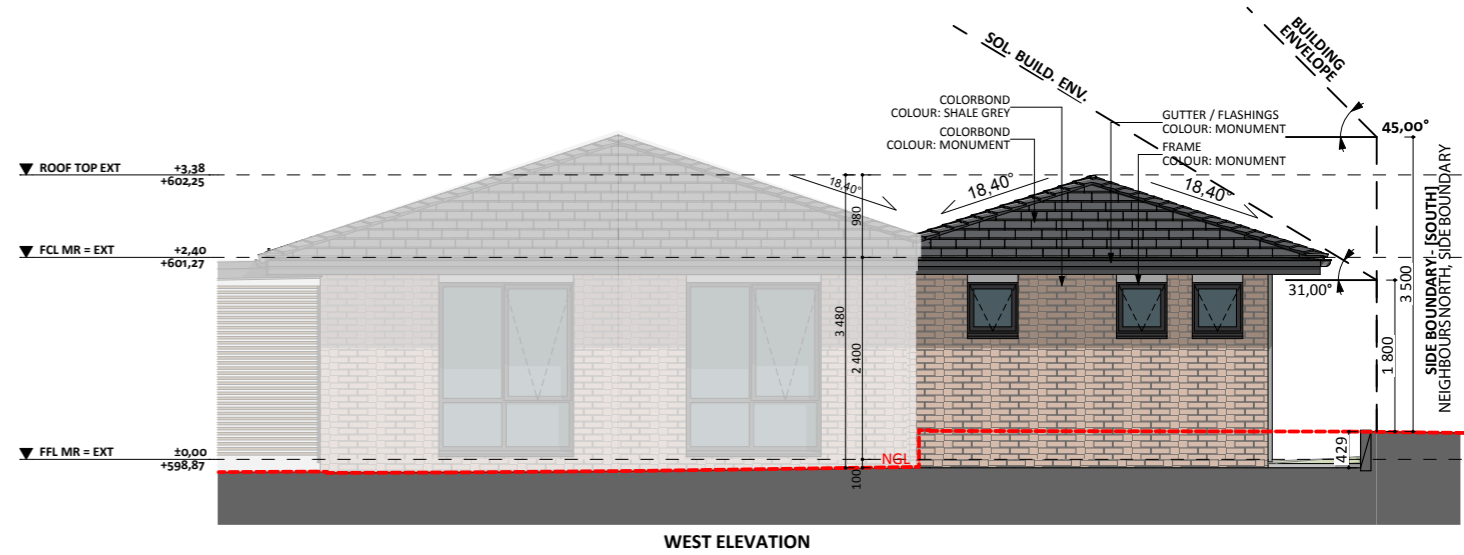 BUILDING
ENVELOPE
SOL. BUILD. ENV.
COLORBOND
COLOUR: SHALE GREY
COLORBOND
COLOUR: MONUMENT
GUTTER / FLASHINGS
COLOUR: MONUMENT
FRAME
COLOUR: MONUMENT
45,00°
ROOF TOP EXT +3,38
+602,25
18,40°
18,40°
18,40°
980
FCL MR = EXT +2,40
+601,27
31,00°
3 480
2 400
3 500
1 800
SIDE BOUNDARY - [SOUTH]
NEIGHBOURS NORTH, SIDE BOUNDARY
FFL MR = EXT ±0,00
+598,87
NGL
100
429
WEST ELEVATION